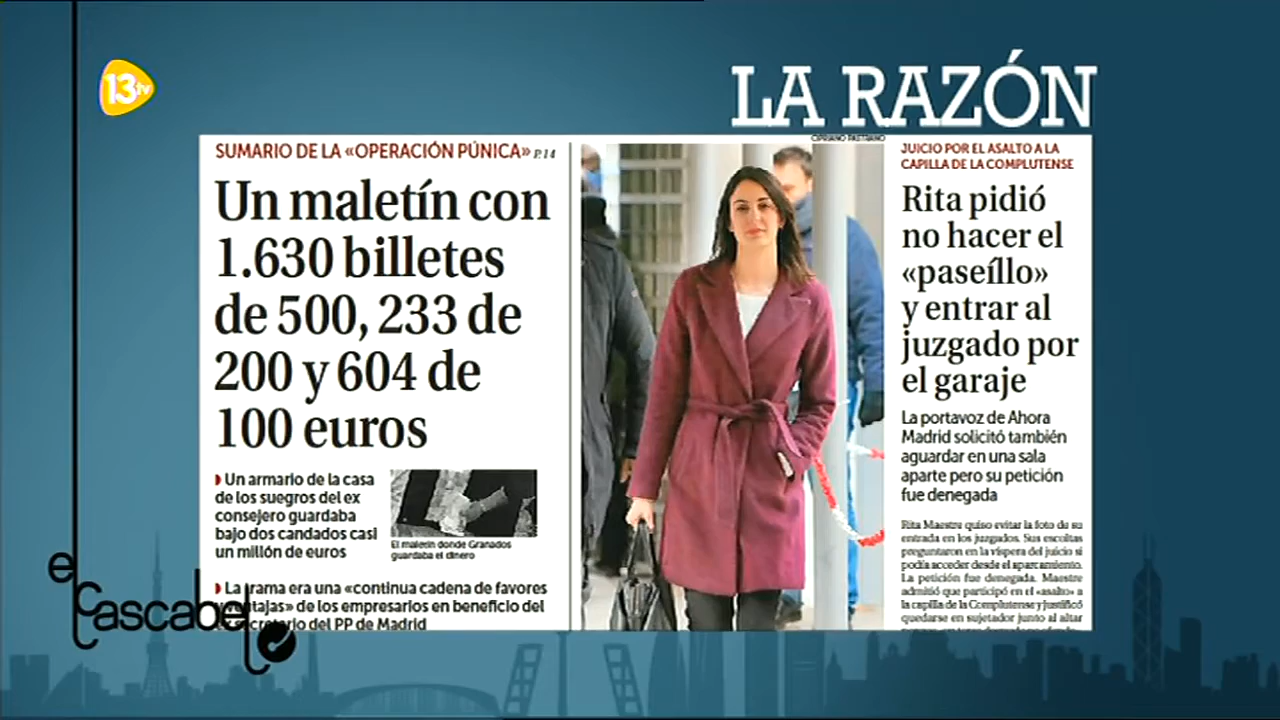 13tv
LA RAZÓN
SUMARIO DE LA «OPERACIÓN PÚNICA» P. 14
Un maletín con
1.630 billetes
de 500, 233 de
200 y 604 de
100 euros
Un armario de la casa
de los suegros del ex
consejero guardaba
bajo dos candados casi
un millón de euros
El maletín donde Granados
guardaba el dinero
La trama era una «continua cadena de favores
y ventajas» de los empresarios en beneficio del
ex secretario del PP de Madrid
CIPRIANO PASTRANO
JUICIO POR EL ASALTO A LA
CAPILLA DE LA COMPLUTENSE
Rita pidió
no hacer el
«paseíllo»
y entrar al
juzgado por
el garaje
La portavoz de Ahora
Madrid solicitó también
aguardar en una sala
aparte pero su petición
fue denegada
Rita Maestre quiso evitar la foto de su
entrada en los juzgados. Sus escoltas
preguntaron en la víspera del juicio si
podía acceder desde el aparcamiento.
La petición fue denegada. Maestre
admitió que participó en el «asalto» a
la capilla de la Complutense y justificó
quedarse en sujetador junto al altar
el Cascabel